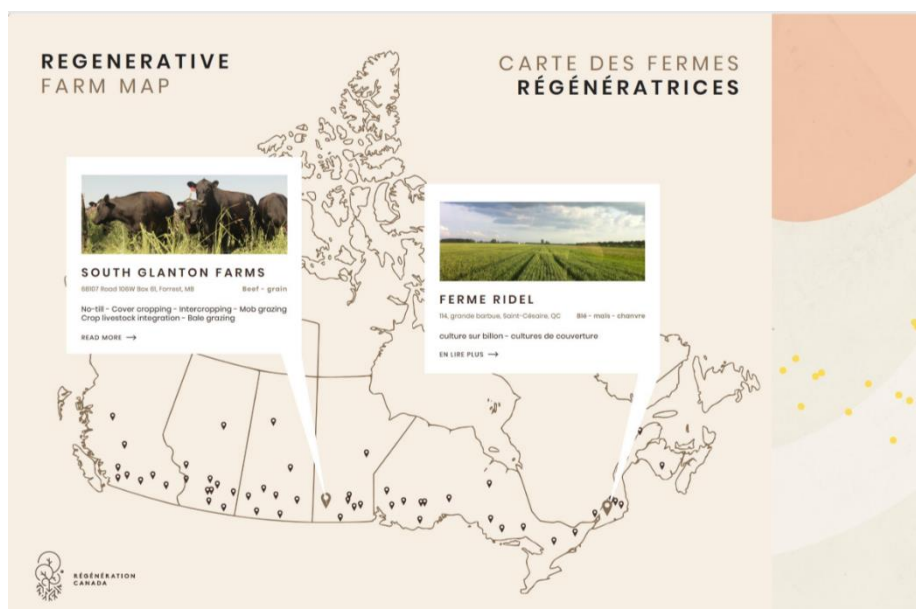 REGENERATIVE
FARM MAP
CARTE DES FERMES
RÉGÉNÉRATRICES
SOUTH GLANTON FARMS
68107 Road 106W Box 61, Forrest, MB
Beef - grain
No-till - Cover cropping - Intercropping - Mob grazing
Crop livestock integration - Bale grazing
READ MORE →
FERME RIDEL
114, grande barbue, Saint-Césaire, QC
Blé - maïs - chanvre
culture sur billon - cultures de couverture
EN LIRE PLUS →
RÉGÉNÉRATION
CANADA